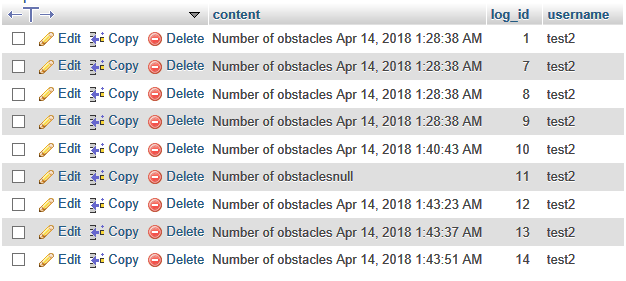 ←T→ content log_id username
Edit Copy Delete Number of obstacles Apr 14, 2018 1:28:38 AM 1 test2
Edit Copy Delete Number of obstacles Apr 14, 2018 1:28:38 AM 7 test2
Edit Copy Delete Number of obstacles Apr 14, 2018 1:28:38 AM 8 test2
Edit Copy Delete Number of obstacles Apr 14, 2018 1:28:38 AM 9 test2
Edit Copy Delete Number of obstacles Apr 14, 2018 1:40:43 AM 10 test2
Edit Copy Delete Number of obstaclesnull 11 test2
Edit Copy Delete Number of obstacles Apr 14, 2018 1:43:23 AM 12 test2
Edit Copy Delete Number of obstacles Apr 14, 2018 1:43:37 AM 13 test2
Edit Copy Delete Number of obstacles Apr 14, 2018 1:43:51 AM 14 test2